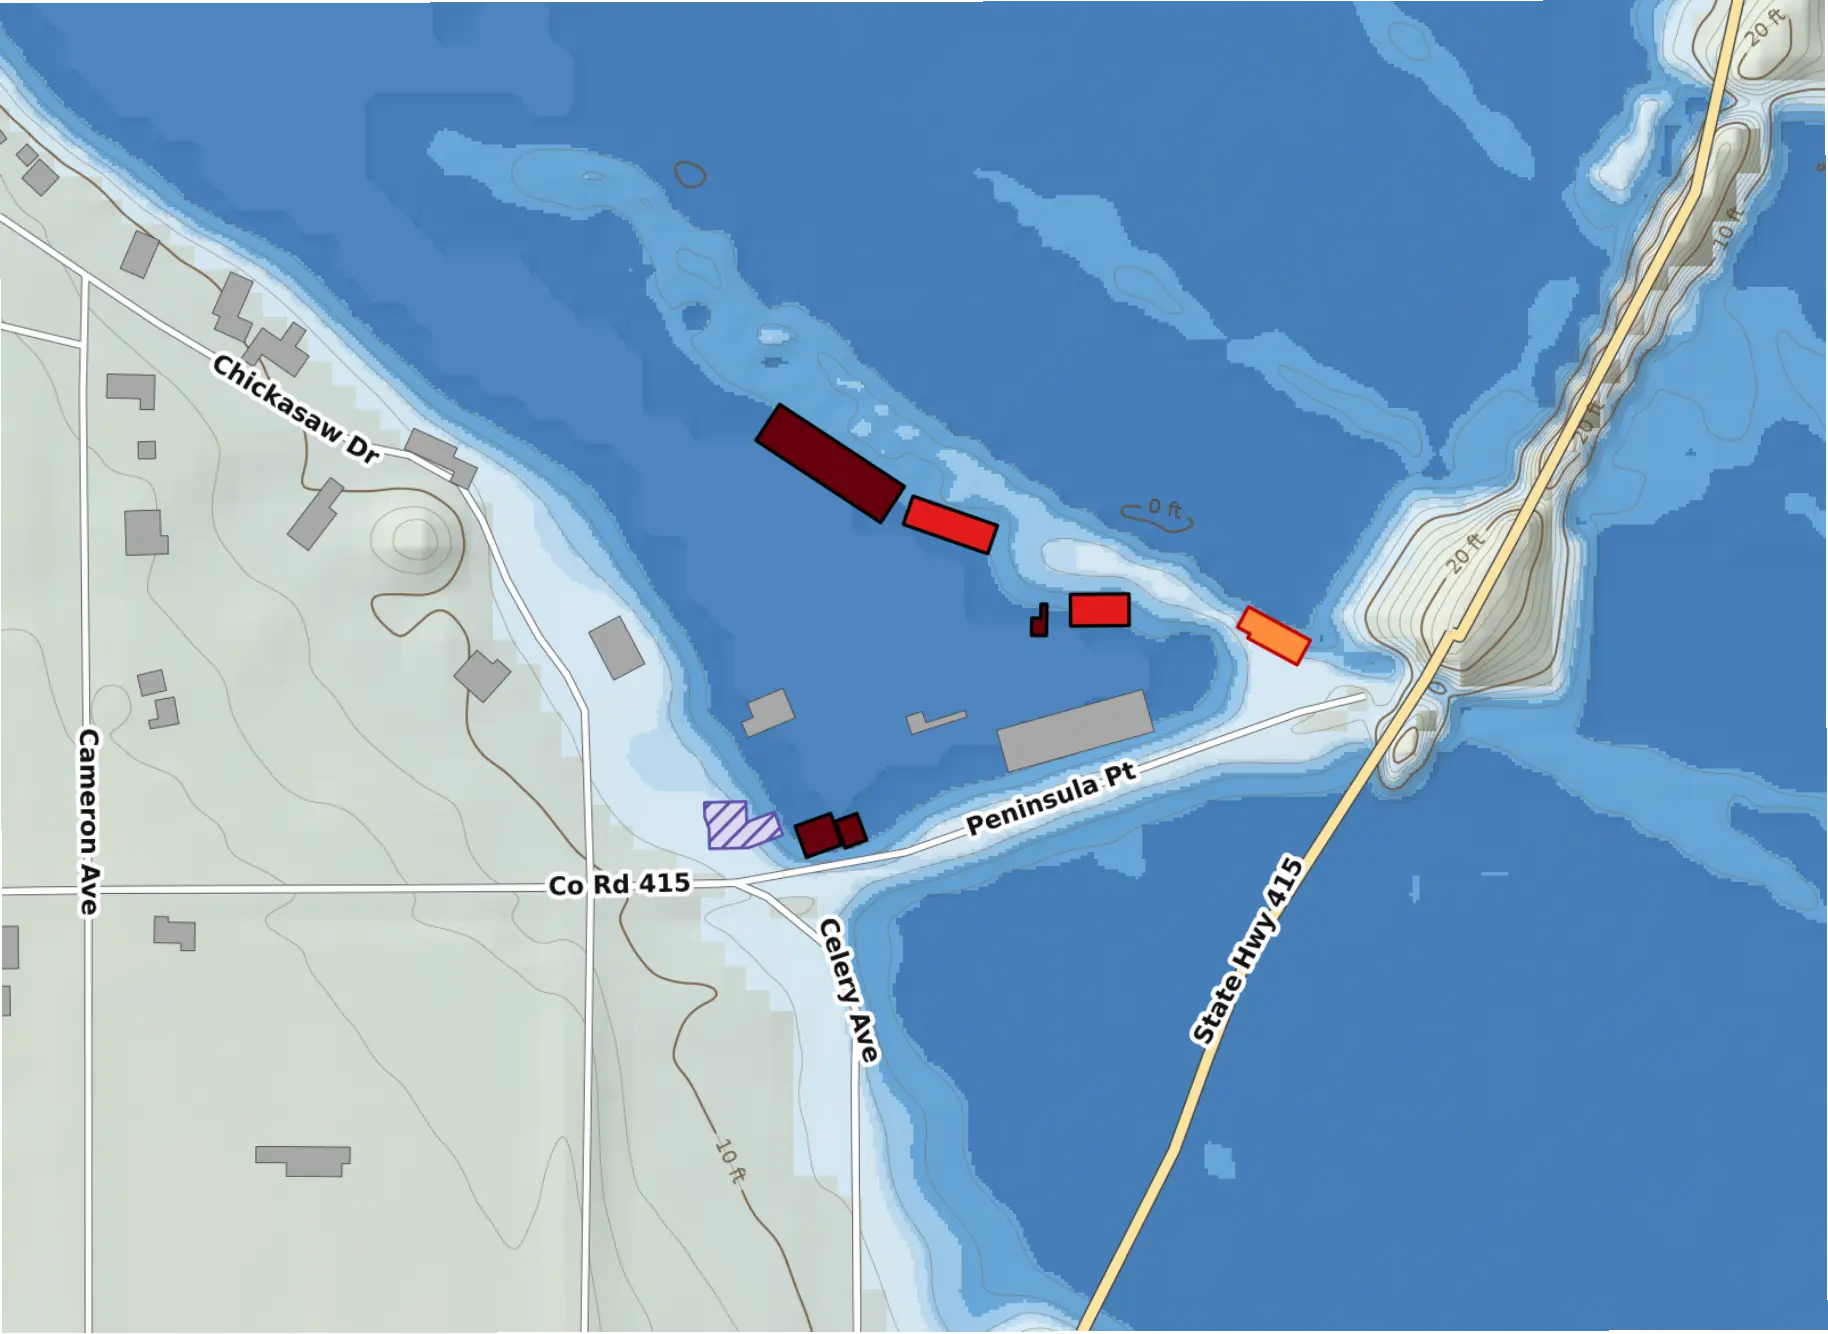 20 ft
10 ft
Chickasaw Dr
20 ft
0 ft
20 ft
Cameron Ave
Peninsula Pt
Co Rd 415
State Hwy 415
Celery Ave
10 ft